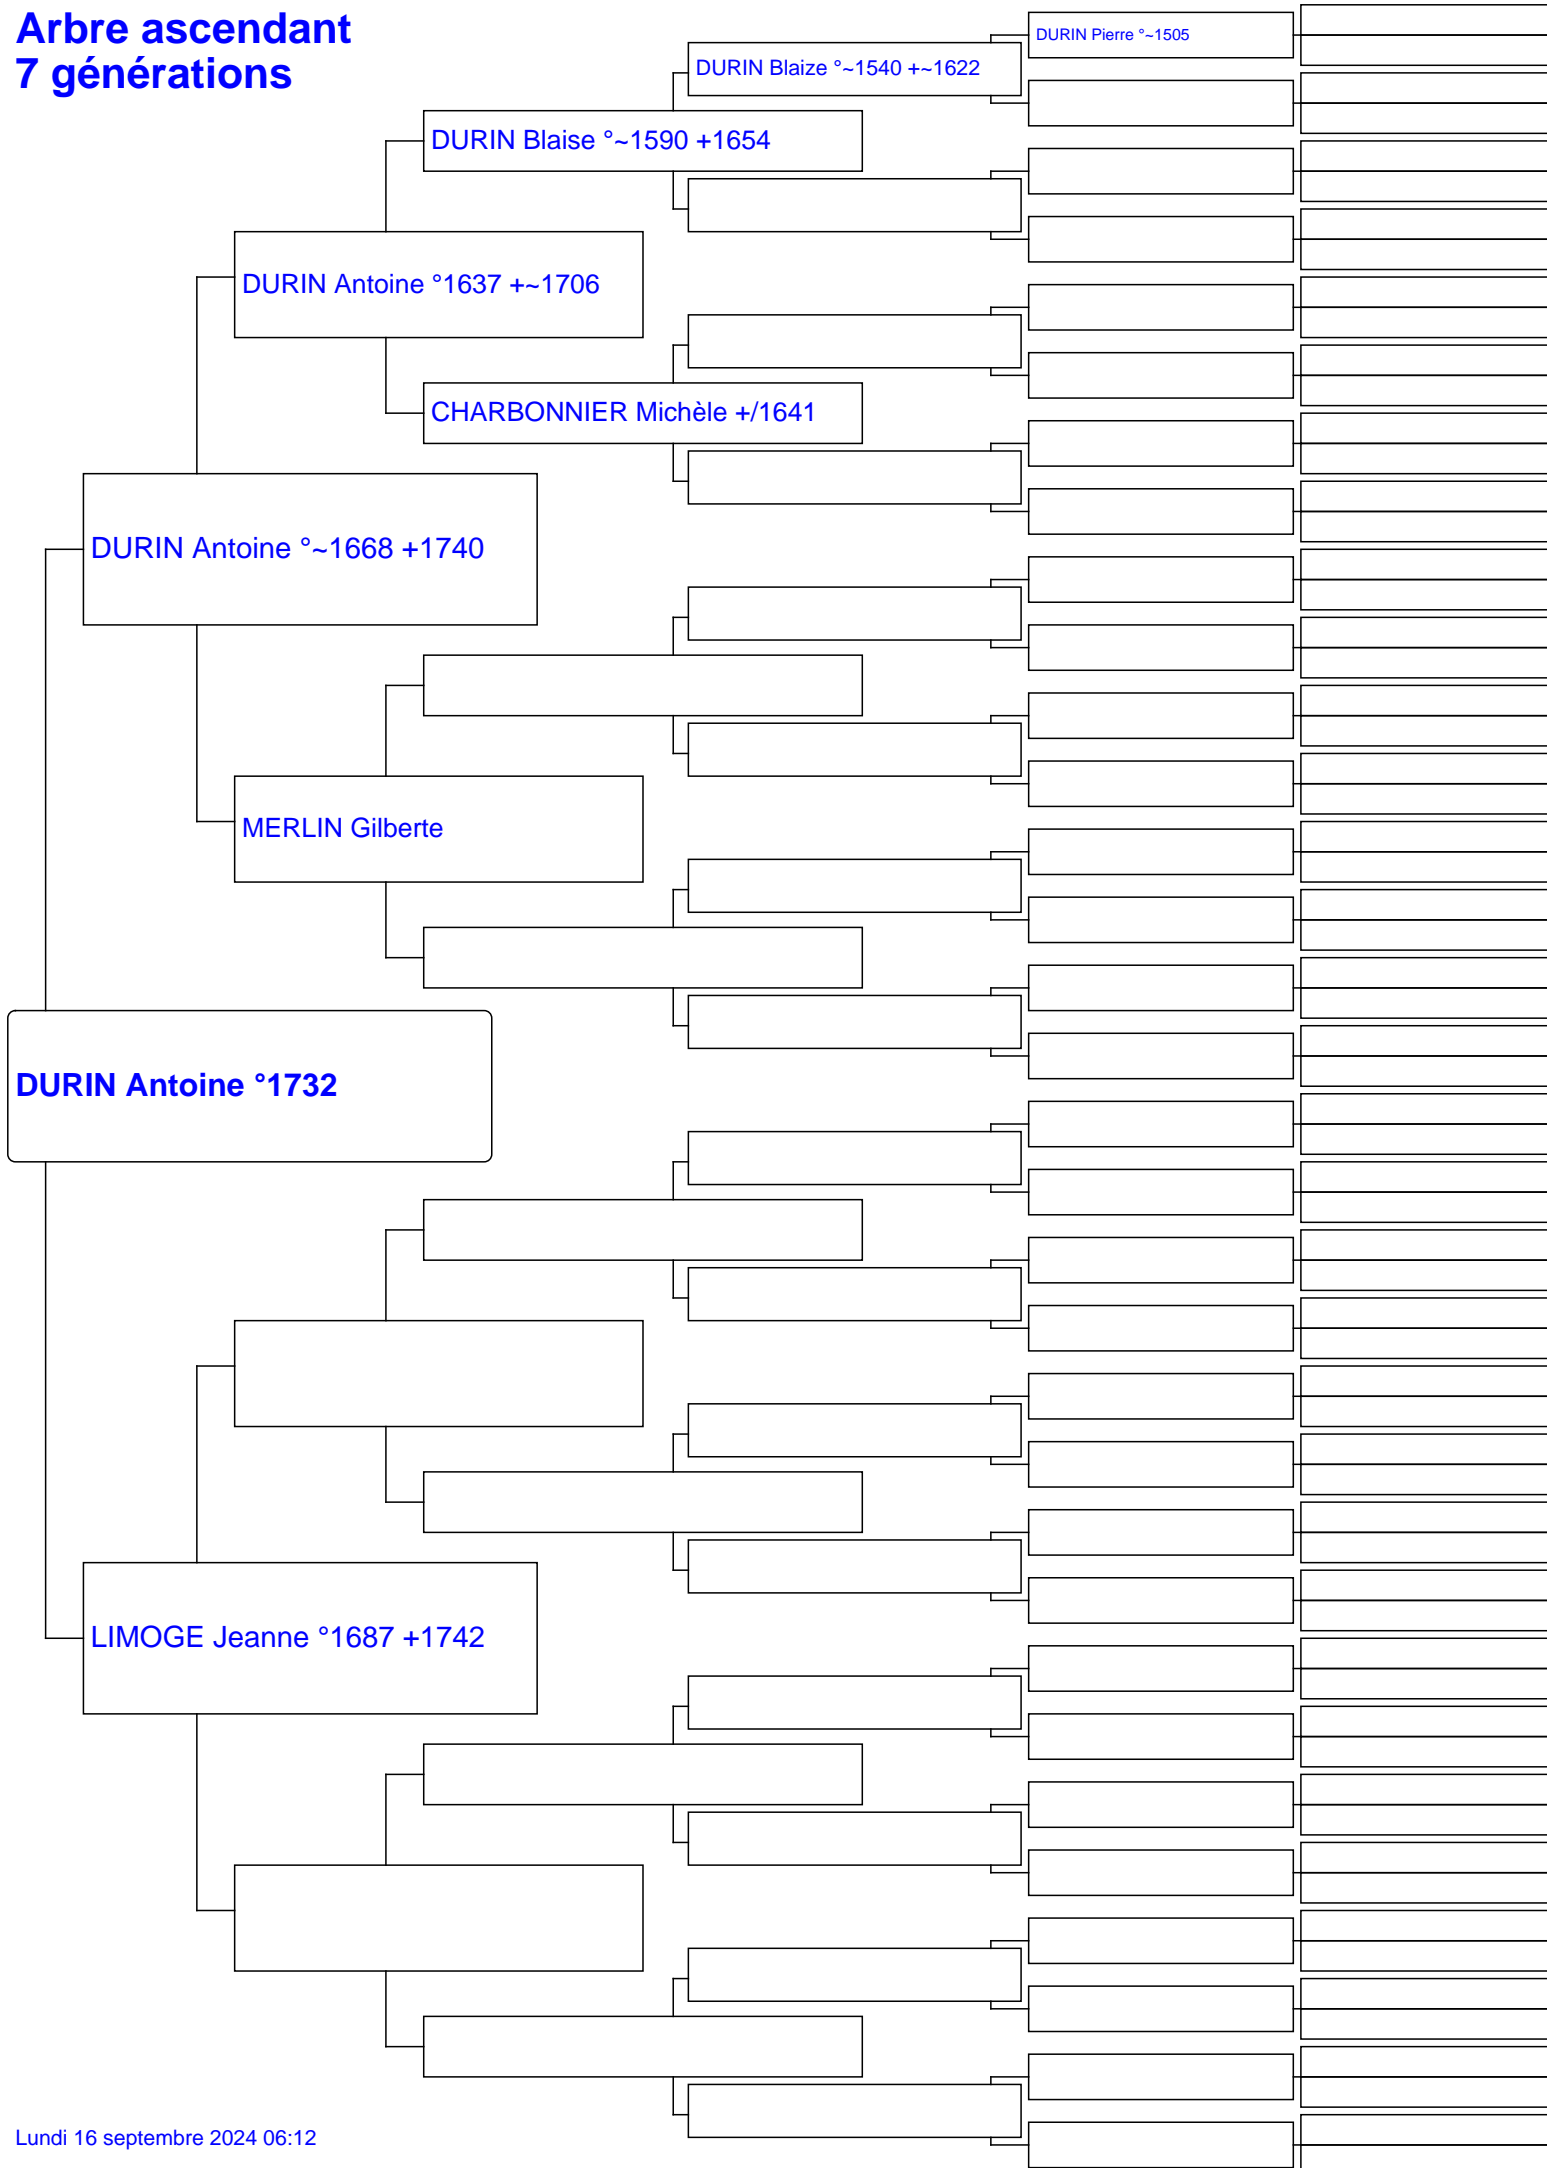 Arbre ascendant
7 générations
DURIN Pierre °~1505
DURIN Blaize °~1540 +~1622
DURIN Blaise °~1590 +1654
DURIN Antoine °1637 +~1706
CHARBONNIER Michèle +/1641
DURIN Antoine °~1668 +1740
MERLIN Gilberte
DURIN Antoine °1732
LIMOGE Jeanne °1687 +1742
Lundi 16 septembre 2024 06:12